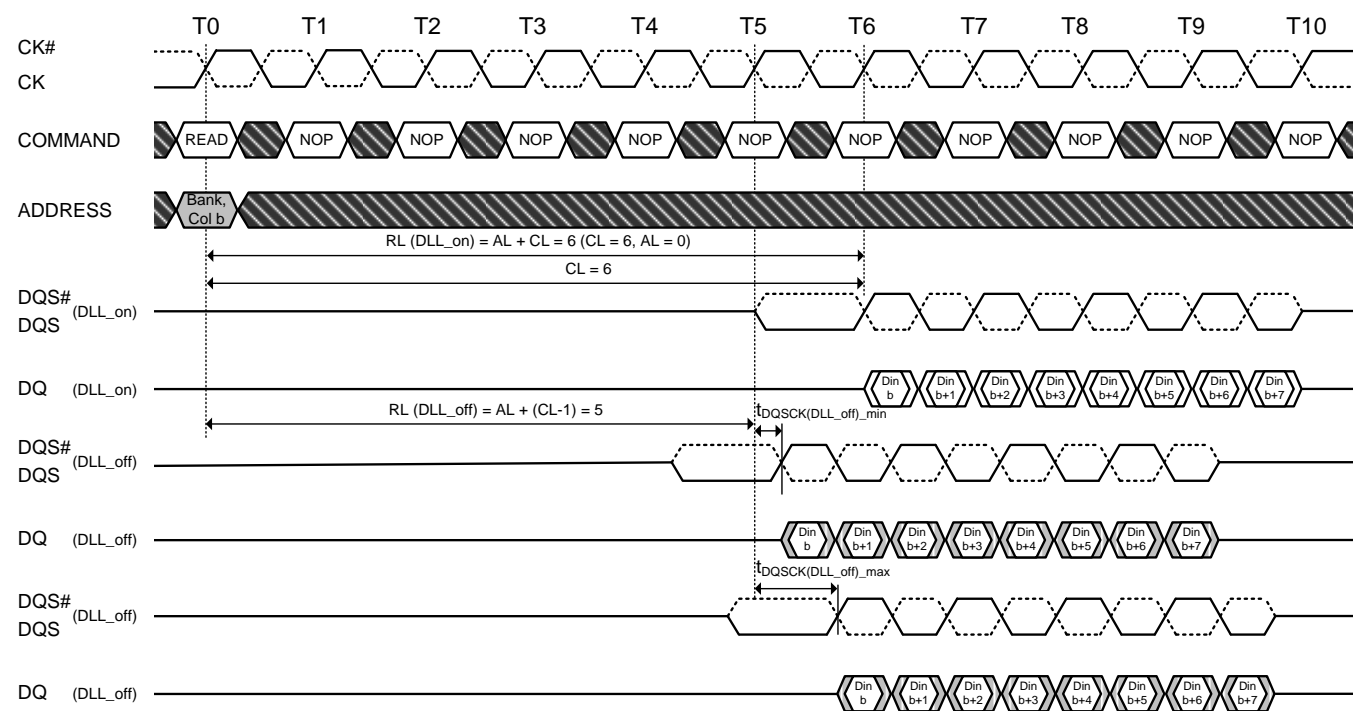 T0 T1 T2 T3 T4 T5 T6 T7 T8 T9 T10
CK#
CK
COMMAND READ NOP NOP NOP NOP NOP NOP NOP NOP NOP NOP
ADDRESS Bank,
Col b
RL (DLL_on) = AL + CL = 6 (CL = 6, AL = 0)
CL = 6
DQS#
(DLL_on)
DQS
DQ (DLL_on) Din b Din b+1 Din b+2 Din b+3 Din b+4 Din b+5 Din b+6 Din b+7
RL (DLL_off) = AL + (CL-1) = 5
tDQSCK(DLL_off)_min
DQS#
(DLL_off)
DQS
DQ (DLL_off) Din b Din b+1 Din b+2 Din b+3 Din b+4 Din b+5 Din b+6 Din b+7
tDQSCK(DLL_off)_max
DQS#
(DLL_off)
DQS
DQ (DLL_off) Din b Din b+1 Din b+2 Din b+3 Din b+4 Din b+5 Din b+6 Din b+7